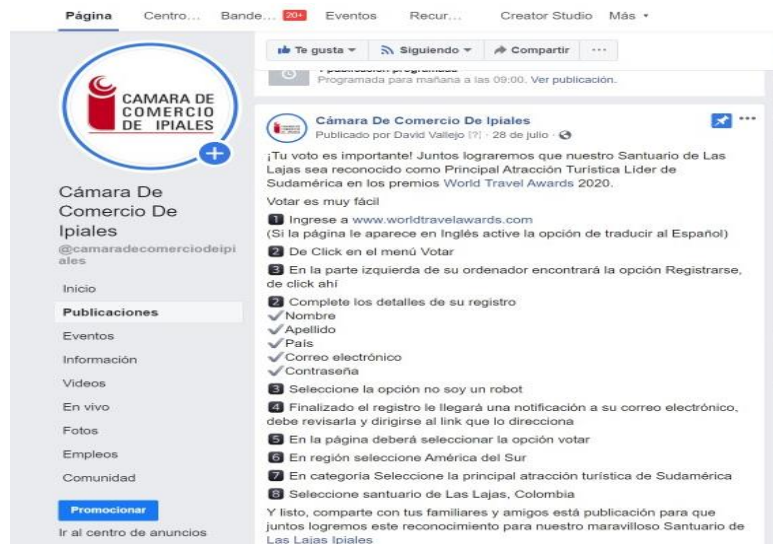 Página Centro... Bande... 20+ Eventos Recur... Creator Studio Más
Te gusta Siguiendo Compartir ...
1 publicación programada
Programada para mañana a las 09:00. Ver publicación.
CAMARA DE
COMERCIO
DE IPIALES
Cámara De
Comercio De
Ipiales
@camaradecomerciodeipi
ales
Inicio
Publicaciones
Eventos
Información
Videos
En vivo
Fotos
Empleos
Comunidad
Promocionar
Ir al centro de anuncios
Cámara De Comercio De Ipiales
Publicado por David Vallejo [?] · 28 de julio ·
¡Tu voto es importante! Juntos lograremos que nuestro Santuario de Las
Lajas sea reconocido como Principal Atracción Turística Líder de
Sudamérica en los premios World Travel Awards 2020.
Votar es muy fácil
1 Ingrese a www.worldtravelawards.com
(Si la página le aparece en Inglés active la opción de traducir al Español)
2 De Click en el menú Votar
3 En la parte izquierda de su ordenador encontrará la opción Registrarse,
de click ahí
2 Complete los detalles de su registro
✓Nombre
✓Apellido
✓País
✓Correo electrónico
✓Contraseña
3 Seleccione la opción no soy un robot
4 Finalizado el registro le llegará una notificación a su correo electrónico,
debe revisarla y dirigirse al link que lo direcciona
5 En la página deberá seleccionar la opción votar
6 En región seleccione América del Sur
7 En categoría Seleccione la principal atracción turística de Sudamérica
8 Seleccione santuario de Las Lajas, Colombia
Y listo, comparte con tus familiares y amigos está publicación para que
juntos logremos este reconocimiento para nuestro maravilloso Santuario de
Las Lajas Ipiales